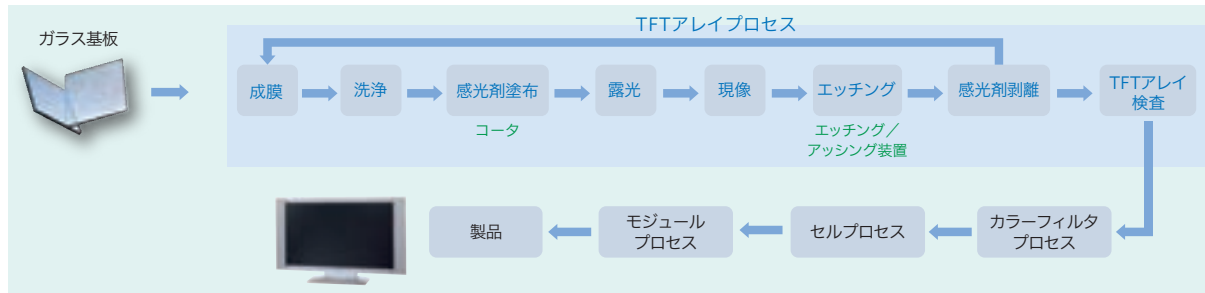 TFTアレイプロセス
ガラス基板
成膜
洗浄
感光剤塗布
露光
現像
エッチング
感光剤剥離
TFTアレイ
検査
コータ
エッチング／
アッシング装置
カラーフィルタ
プロセス
セルプロセス
モジュール
プロセス
製品